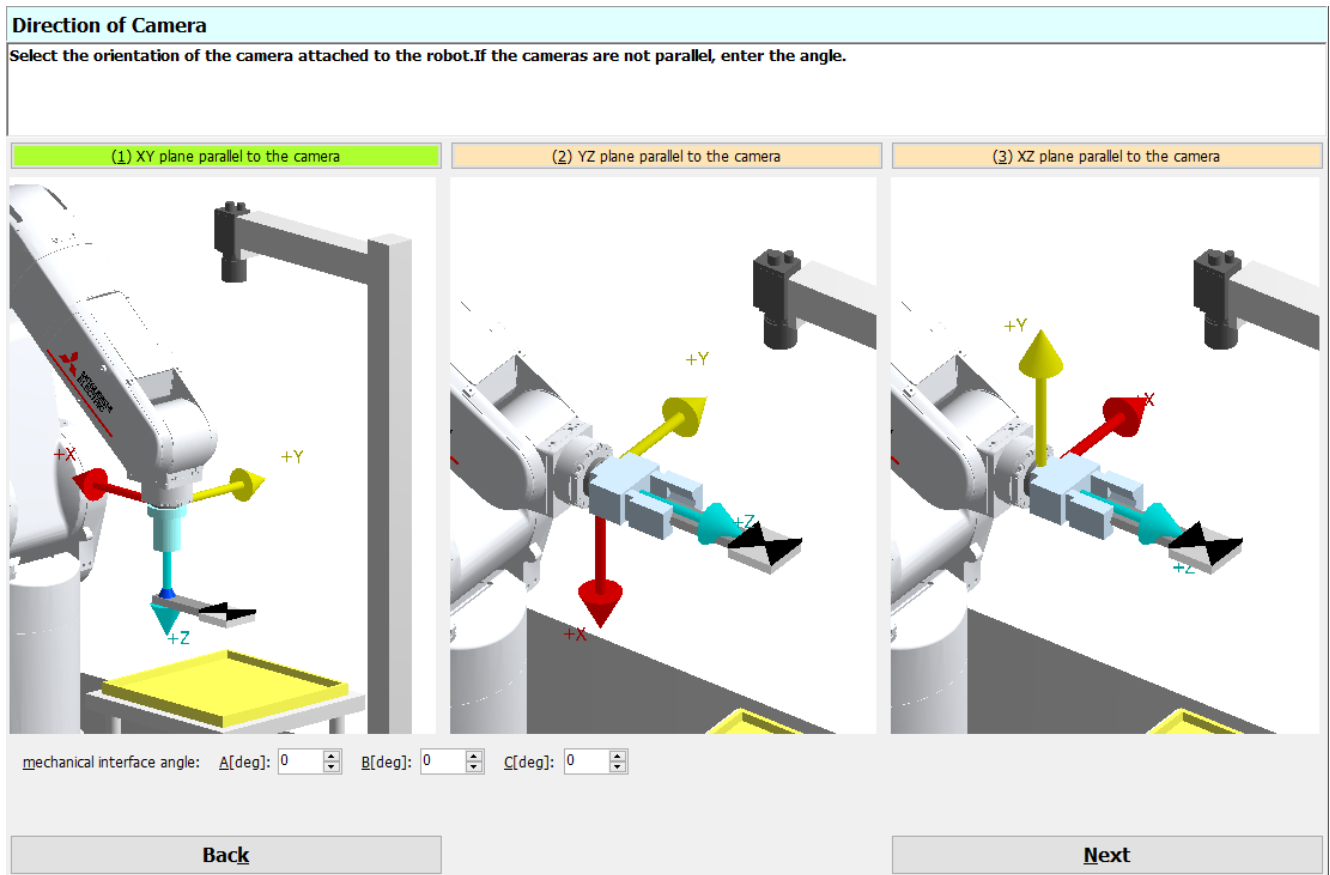 Direction of Camera
Select the orientation of the camera attached to the robot.If the cameras are not parallel, enter the angle.
(1) XY plane parallel to the camera
(2) YZ plane parallel to the camera
(3) XZ plane parallel to the camera
MITSUBISHI
ELECTRIC
+X
+Y
+Z
+Y
+Z
+X
+Y
+X
+Z
mechanical interface angle: A[deg]: 0 B[deg]: 0 C[deg]: 0
Back
Next